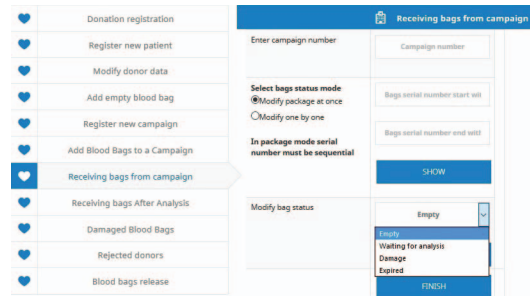 Donation registration
Register new patient
Modify donor data
Add empty blood bag
Register new campaign
Add Blood Bags to a Campaign
Receiving bags from campaign
Receiving bags After Analysis
Damaged Blood Bags
Rejected donors
Blood bags release
Receiving bags from campaign
Enter campaign number
Campaign number
Select bags status mode
Modify package at once
Modify one by one
In package mode serial
number must be sequential
Bags serial number start wi
Bags serial number end with
SHOW
Modify bag status
Empty
Empty
Waiting for analysis
Damage
Expired
FINISH